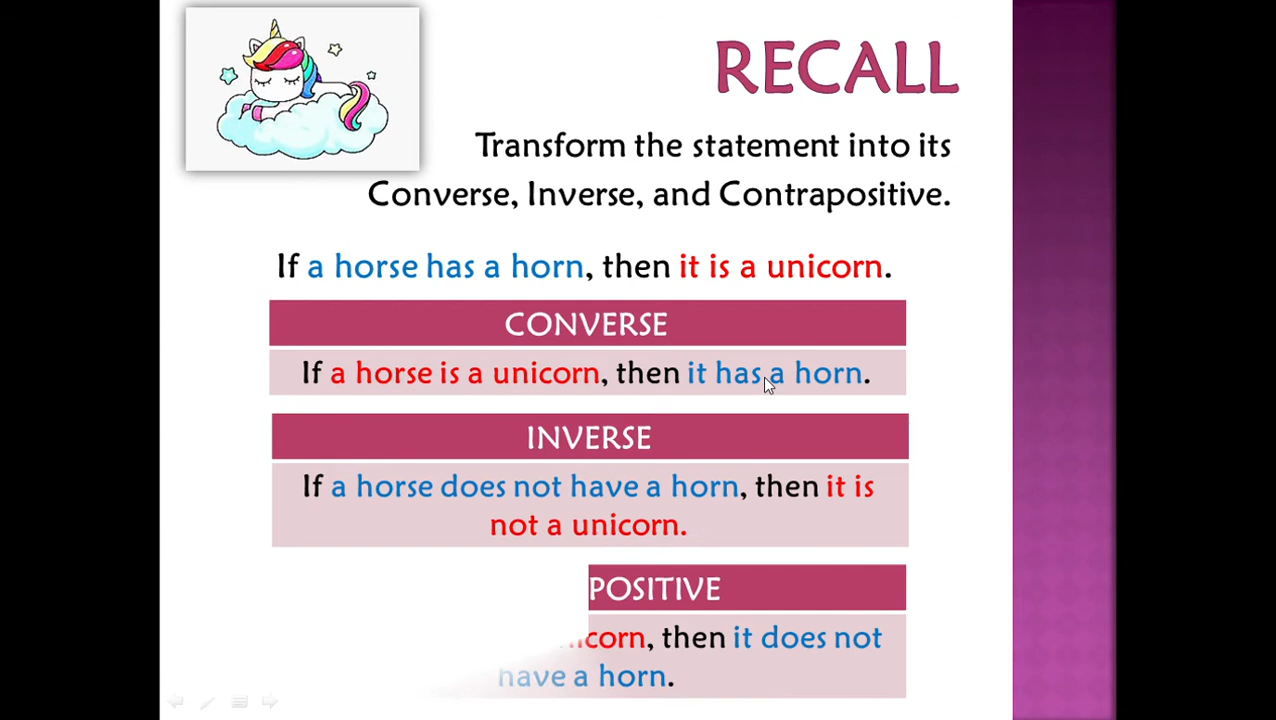 RECALL
Transform the statement into its
Converse, Inverse, and Contrapositive.
If a horse has a horn, then it is a unicorn.
CONVERSE
If a horse is a unicorn, then it has a horn.
INVERSE
If a horse does not have a horn, then it is
not a unicorn.
POSITIVE
icorn, then it does not
have a horn.